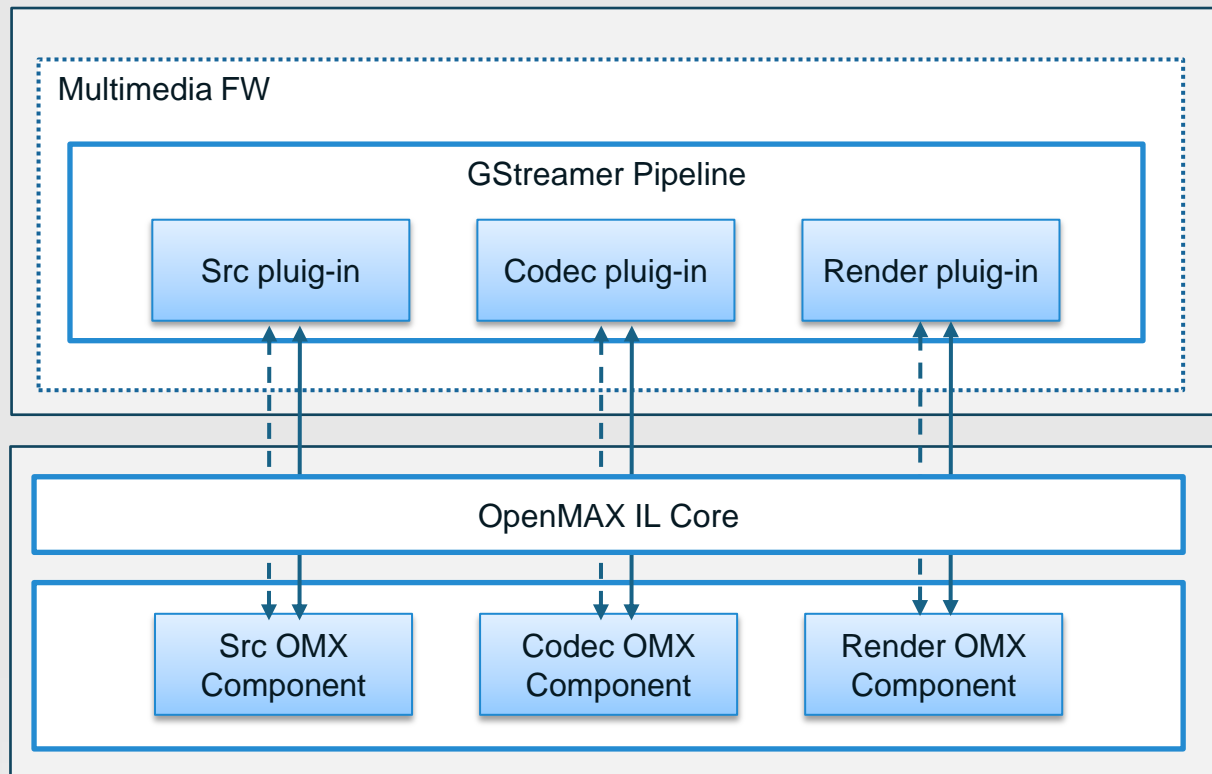 Multimedia FW
GStreamer Pipeline
Src pluig-in
Codec pluig-in
Render pluig-in
OpenMAX IL Core
Src OMX
Component
Codec OMX
Component
Render OMX
Component